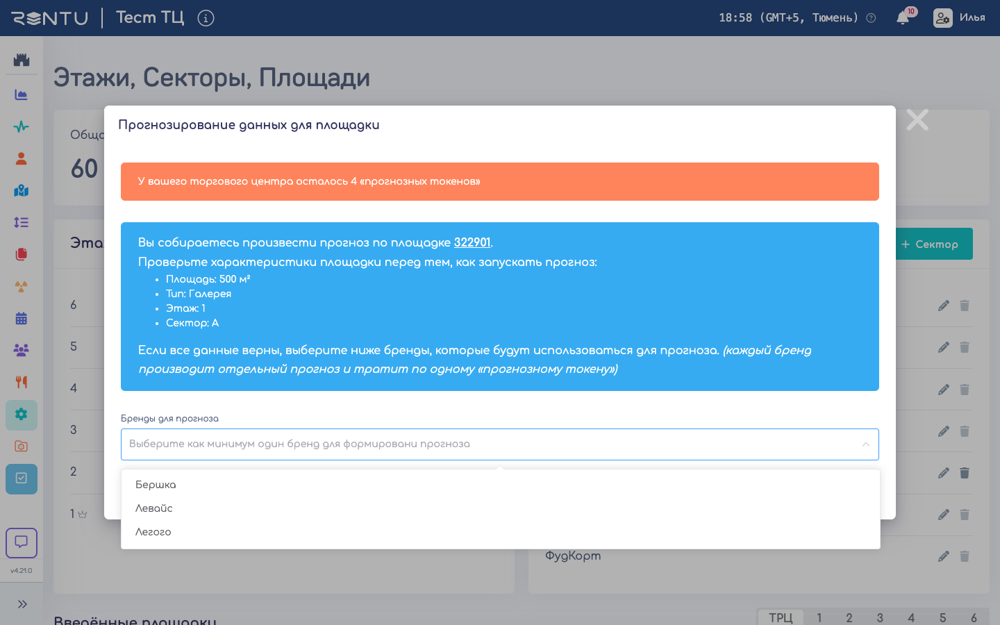 RENTU
Тест ТЦ
18:58 (GMT+5, Тюмень)
10
Илья
Этажи, Секторы, Площади
60
Прогнозирование данных для площадки
У вашего торгового центра осталось 4 «прогнозных токенов»
Вы собираетесь произвести прогноз по площадке 322901.
Проверьте характеристики площадки перед тем, как запускать прогноз:
Площадь: 500 м²
Тип: Галерея
Этаж: 1
Сектор: А
Если все данные верны, выберите ниже бренды, которые будут использоваться для прогноза. (каждый бренд
производит отдельный прогноз и тратит по одному «прогнозному токену»)
Бренды для прогноза
Выберите как минимум один бренд для формировани прогноза
Бершка
Левайс
Легого
+ Сектор
6
5
4
3
2
1
ФудКорт
v4.21.0
Введённые площадки
ТРЦ 1 2 3 4 5 6